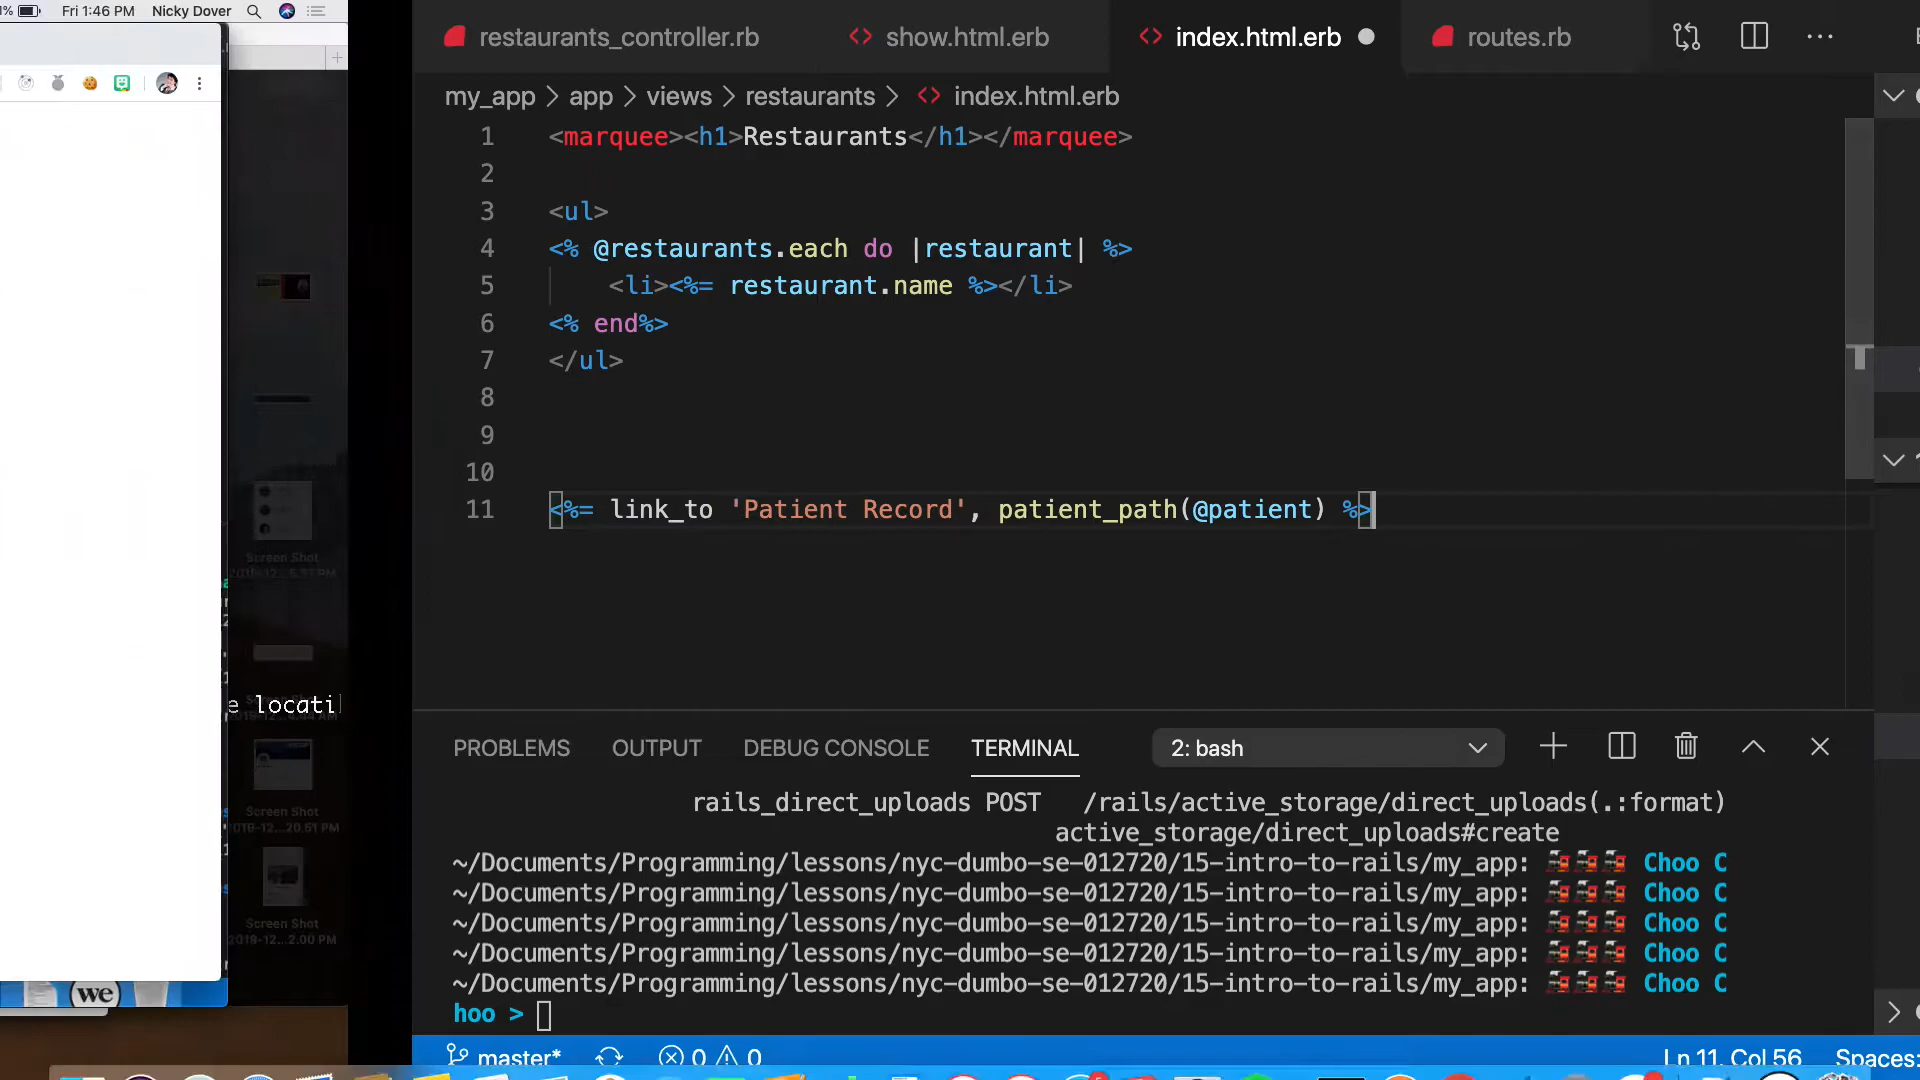 Fri 1:46 PM Nicky Dover
restaurants_controller.rb show.html.erb index.html.erb routes.rb
my_app > app > views > restaurants > <> index.html.erb
1 <marquee><h1>Restaurants</h1></marquee>
2
3 <ul>
4 <% @restaurants.each do |restaurant| %>
5 <li><%= restaurant.name %></li>
6 <% end%>
7 </ul>
8
9
10
11 <%= link_to 'Patient Record', patient_path(@patient) %>
Screen Shot
e locati
Screen Shot
Screen Shot
PROBLEMS OUTPUT DEBUG CONSOLE TERMINAL 2: bash
rails_direct_uploads POST /rails/active_storage/direct_uploads(.:format)
active_storage/direct_uploads#create
~/Documents/Programming/lessons/nyc-dumbo-se-012720/15-intro-to-rails/my_app: 🚂🚂🚂 Choo C
~/Documents/Programming/lessons/nyc-dumbo-se-012720/15-intro-to-rails/my_app: 🚂🚂🚂 Choo C
~/Documents/Programming/lessons/nyc-dumbo-se-012720/15-intro-to-rails/my_app: 🚂🚂🚂 Choo C
~/Documents/Programming/lessons/nyc-dumbo-se-012720/15-intro-to-rails/my_app: 🚂🚂🚂 Choo C
~/Documents/Programming/lessons/nyc-dumbo-se-012720/15-intro-to-rails/my_app: 🚂🚂🚂 Choo C
hoo >
we
master* 0 0 Ln 11, Col 56 Spaces: